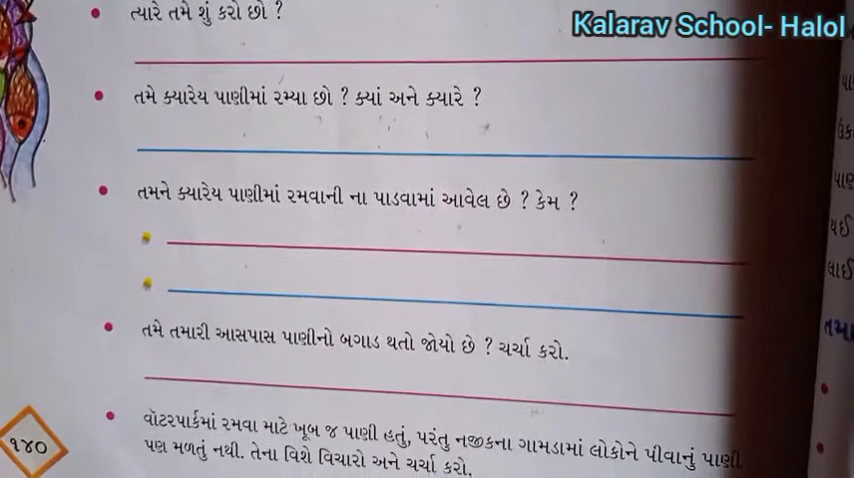 ત્યારે તમે શું કરો છો ?
Kalarav School- Halol
તમે ક્યારેય પાણીમાં રમ્યા છો ? ક્યાં અને ક્યારે ?
તમને ક્યારેય પાણીમાં રમવાની ના પાડવામાં આવેલ છે ? કેમ ?
તમે તમારી આસપાસ પાણીનો બગાડ થતો જોયો છે ? ચર્ચા કરો.
વૉટરપાર્કમાં રમવા માટે ખૂબ જ પાણી હતું, પરંતુ નજીકના ગામડામાં લોકોને પીવાનું પાણી
પણ મળતું નથી. તેના વિશે વિચારો અને ચર્ચા કરો.
૧૪૦